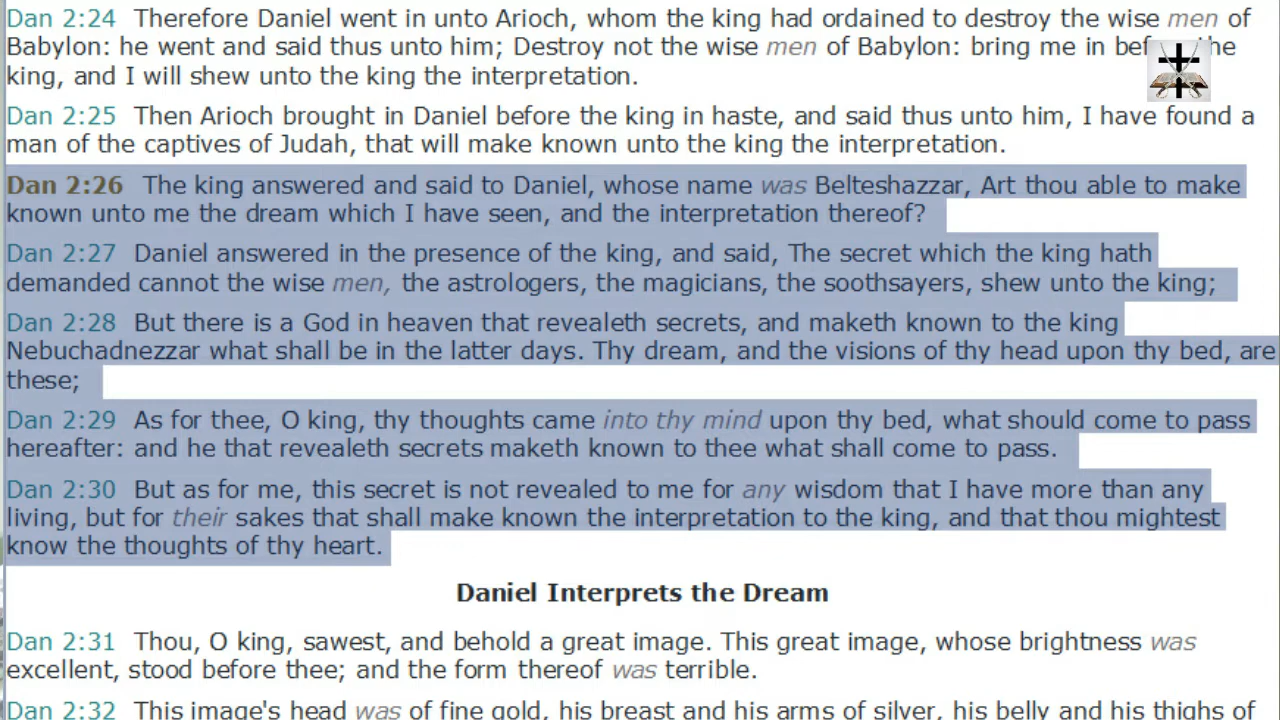 Dan 2:24 Therefore Daniel went in unto Arioch, whom the king had ordained to destroy the wise men of
Babylon: he went and said thus unto him; Destroy not the wise men of Babylon: bring me in before the
king, and I will shew unto the king the interpretation.
Dan 2:25 Then Arioch brought in Daniel before the king in haste, and said thus unto him, I have found a
man of the captives of Judah, that will make known unto the king the interpretation.
Dan 2:26 The king answered and said to Daniel, whose name was Belteshazzar, Art thou able to make
known unto me the dream which I have seen, and the interpretation thereof?
Dan 2:27 Daniel answered in the presence of the king, and said, The secret which the king hath
demanded cannot the wise men, the astrologers, the magicians, the soothsayers, shew unto the king;
Dan 2:28 But there is a God in heaven that revealeth secrets, and maketh known to the king
Nebuchadnezzar what shall be in the latter days. Thy dream, and the visions of thy head upon thy bed, are
these;
Dan 2:29 As for thee, O king, thy thoughts came into thy mind upon thy bed, what should come to pass
hereafter: and he that revealeth secrets maketh known to thee what shall come to pass.
Dan 2:30 But as for me, this secret is not revealed to me for any wisdom that I have more than any
living, but for their sakes that shall make known the interpretation to the king, and that thou mightest
know the thoughts of thy heart.
Daniel Interprets the Dream
Dan 2:31 Thou, O king, sawest, and behold a great image. This great image, whose brightness was
excellent, stood before thee; and the form thereof was terrible.
Dan 2:32 This image's head was of fine gold, his breast and his arms of silver, his belly and his thighs of